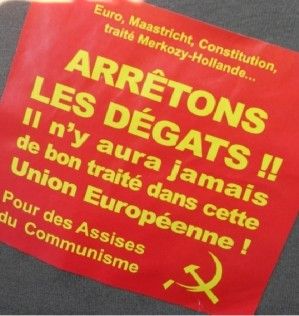 Euro, Maastricht, Constitution,
traité Merkozy-Hollande...
ARRÊTONS
LES DÉGATS !!
Il n'y aura jamais
de bon traité dans cette
Union Européenne !
Pour des Assises
du Communisme